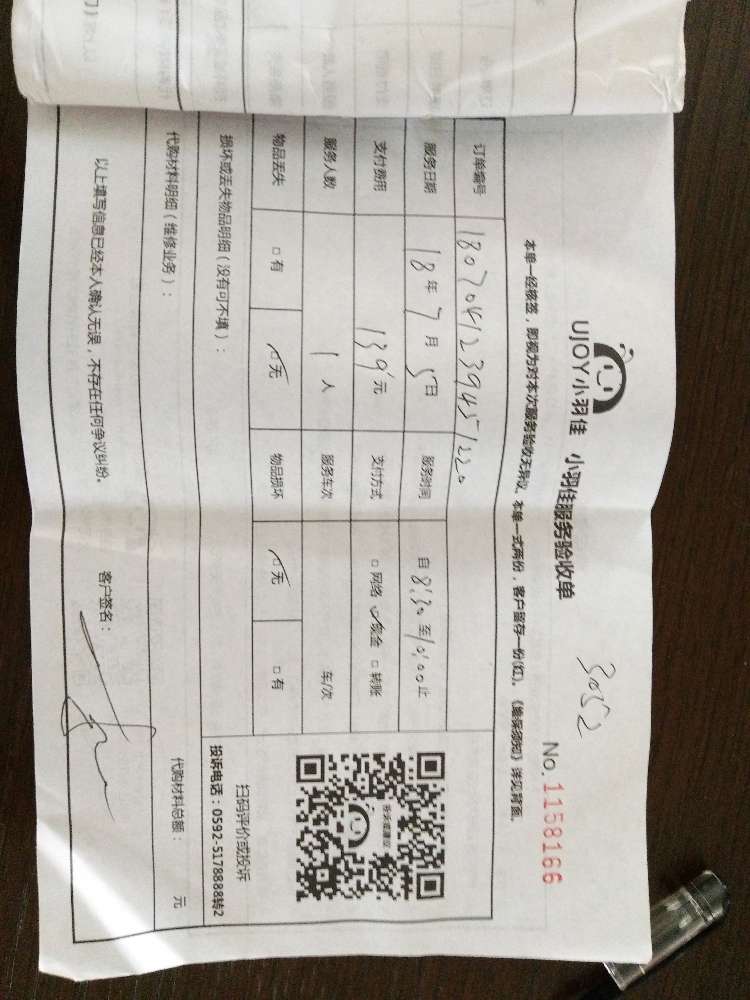 3052
UJOY小羽佳 小羽佳服务验收单
No. 1158166
本单一经核签，即视为对本次服务验收无异议。本单一式两份，客户留存一份(红)。《维保须知》详见背面。
订单编号 1807041239451220
服务日期 18年7月5日 服务时间 自8:30至10:00止
支付费用 139元 支付方式 □网络 ☑现金 □转账
服务人数 1人 服务车次 车/次
物品丢失 □有 ☑无 物品损坏 ☑无 □有
损坏或丢失物品明细（没有可不填）：
扫码评价或投诉
投诉电话：0592-5178888转2
代购材料明细（维修业务）：
代购材料总额： 元
以上填写信息已经本人确认无误，不存在任何争议纠纷。
客户签名：